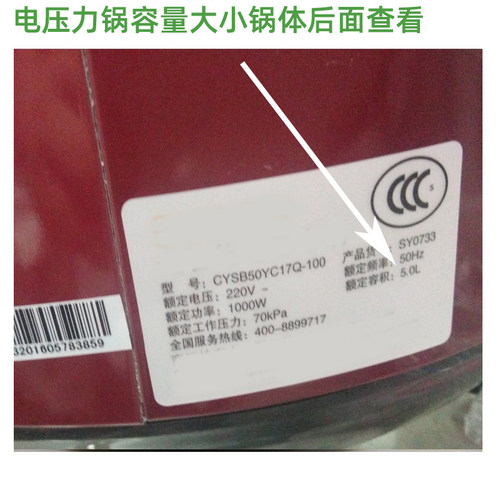 电压力锅容量大小锅体后面查看
CCC S
型 号：CYSB50YC17Q-100
产品货 ：SY0733
额定电压：220V ~
额定频率：50Hz
额定功率：1000W
额定容积：5.0L
额定工作压力：70kPa
全国服务热线：400-8899717
3201605783859